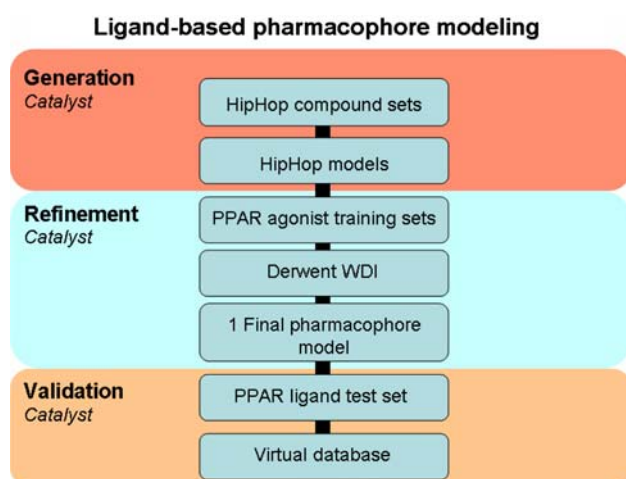 Ligand-based pharmacophore modeling
Generation
Catalyst
HipHop compound sets
HipHop models
Refinement
Catalyst
PPAR agonist training sets
Derwent WDI
1 Final pharmacophore
model
Validation
Catalyst
PPAR ligand test set
Virtual database